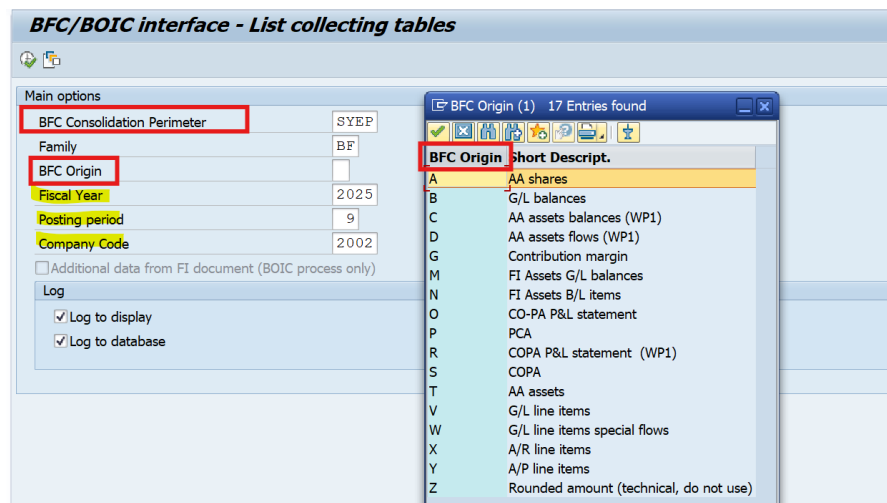 BFC/BOIC interface - List collecting tables
Main options
BFC Consolidation Perimeter SYEP
Family BF
BFC Origin
Fiscal Year 2025
Posting period 9
Company Code 2002
Additional data from FI document (BOIC process only)
Log
Log to display
Log to database
BFC Origin (1) 17 Entries found
BFC Origin Short Descript.
A AA shares
B G/L balances
C AA assets balances (WP1)
D AA assets flows (WP1)
G Contribution margin
M FI Assets G/L balances
N FI Assets B/L items
O CO-PA P&L statement
P PCA
R COPA P&L statement (WP1)
S COPA
T AA assets
V G/L line items
W G/L line items special flows
X A/R line items
Y A/P line items
Z Rounded amount (technical, do not use)